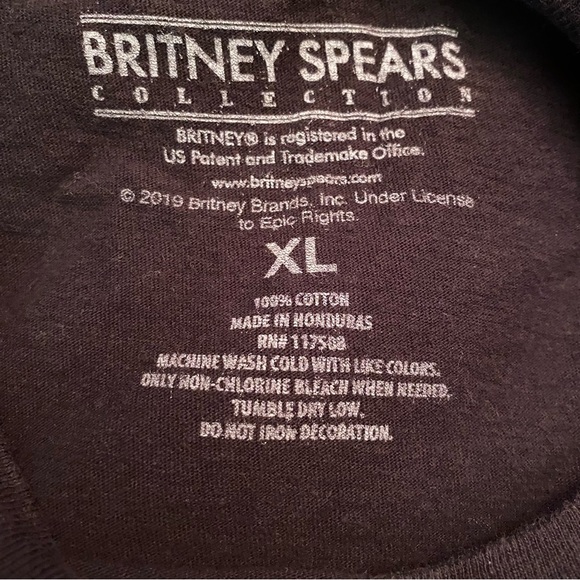 BRITNEY SPEARS
COLLECTION
BRITNEY® is registered in the
US Patent and Trademake Office.
www.britneyspears.com
© 2019 Britney Brands, Inc. Under License
to Epic Rights.
XL
100% COTTON
MADE IN HONDURAS
RN# 117588
MACHINE WASH COLD WITH LIKE COLORS.
ONLY NON-CHLORINE BLEACH WHEN NEEDED.
TUMBLE DRY LOW.
DO NOT IRON DECORATION.